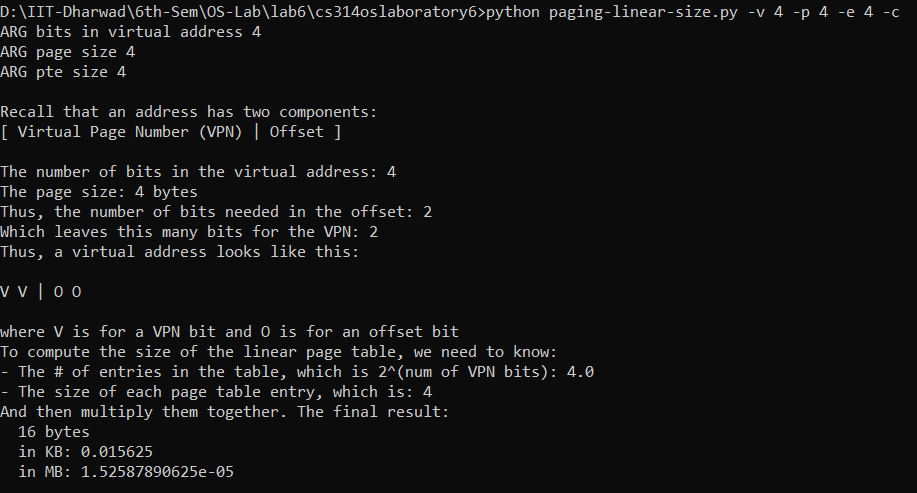 D:\IIT-Dharwad\6th-Sem\OS-Lab\lab6\cs314oslaboratory6>python paging-linear-size.py -v 4 -p 4 -e 4 -c
ARG bits in virtual address 4
ARG page size 4
ARG pte size 4
Recall that an address has two components:
[ Virtual Page Number (VPN) | Offset ]
The number of bits in the virtual address: 4
The page size: 4 bytes
Thus, the number of bits needed in the offset: 2
Which leaves this many bits for the VPN: 2
Thus, a virtual address looks like this:
V V | O O
where V is for a VPN bit and O is for an offset bit
To compute the size of the linear page table, we need to know:
- The # of entries in the table, which is 2^(num of VPN bits): 4.0
- The size of each page table entry, which is: 4
And then multiply them together. The final result:
16 bytes
in KB: 0.015625
in MB: 1.52587890625e-05